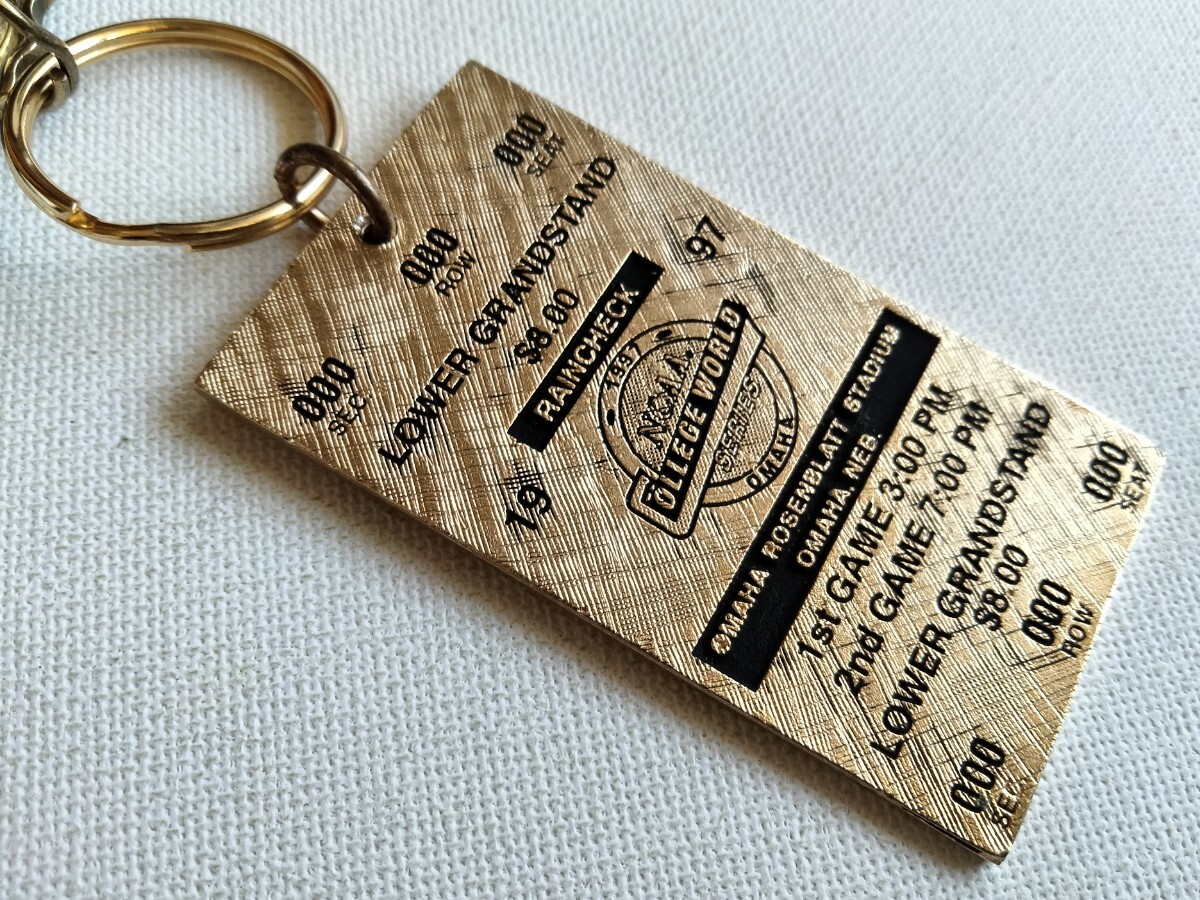 000
SEC
000
ROW
000
SEAT
LOWER GRANDSTAND
$8.00
RAINCHECK
19
97
1997
N.C.A.A.
COLLEGE WORLD
SERIES
OMAHA
OMAHA ROSENBLATT STADIUM
OMAHA, NEB.
1st GAME 3:00 PM
2nd GAME 7:00 PM
LOWER GRANDSTAND
$8.00
000
SEC
000
ROW
000
SEAT